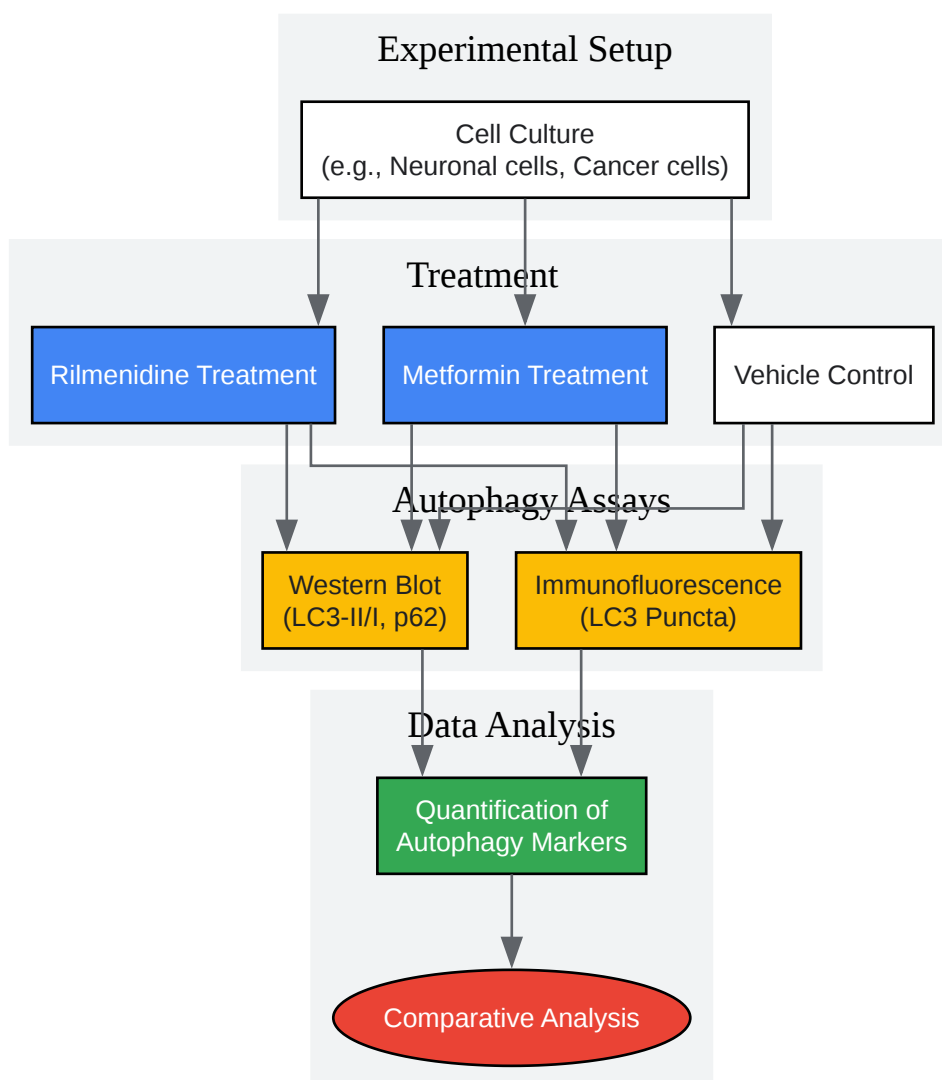 Experimental Setup
Cell Culture
(e.g., Neuronal cells, Cancer cells)
Treatment
Rilmenidine Treatment
Metformin Treatment
Vehicle Control
Autophagy Assays
Western Blot
(LC3-II/I, p62)
Immunofluorescence
(LC3 Puncta)
Data Analysis
Quantification of
Autophagy Markers
Comparative Analysis